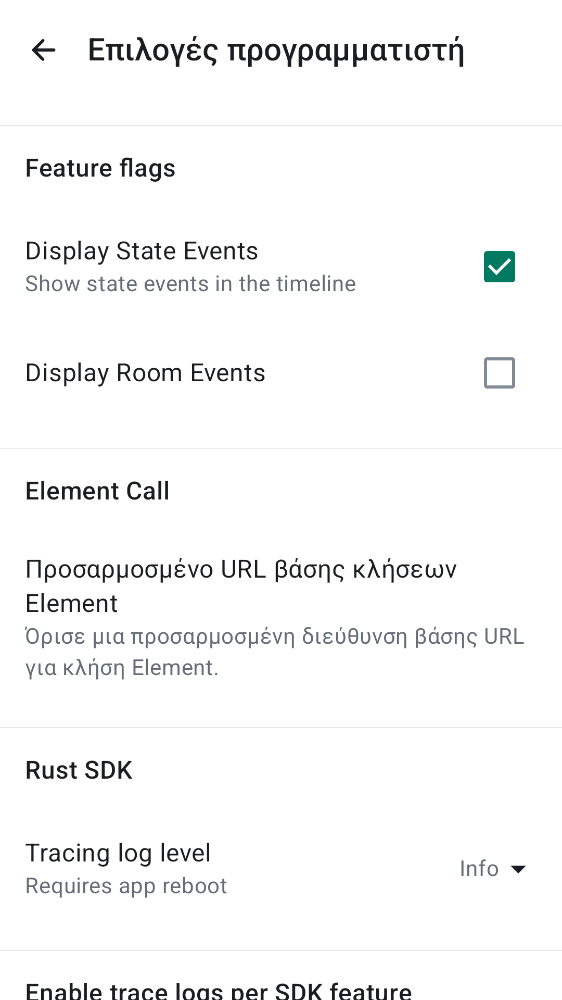 Επιλογές προγραμματιστή
Feature flags
Display State Events
Show state events in the timeline
Display Room Events
Element Call
Προσαρμοσμένο URL βάσης κλήσεων
Element
Όρισε μια προσαρμοσμένη διεύθυνση βάσης URL
για κλήση Element.
Rust SDK
Tracing log level
Requires app reboot
Info
Enable trace logs per SDK feature